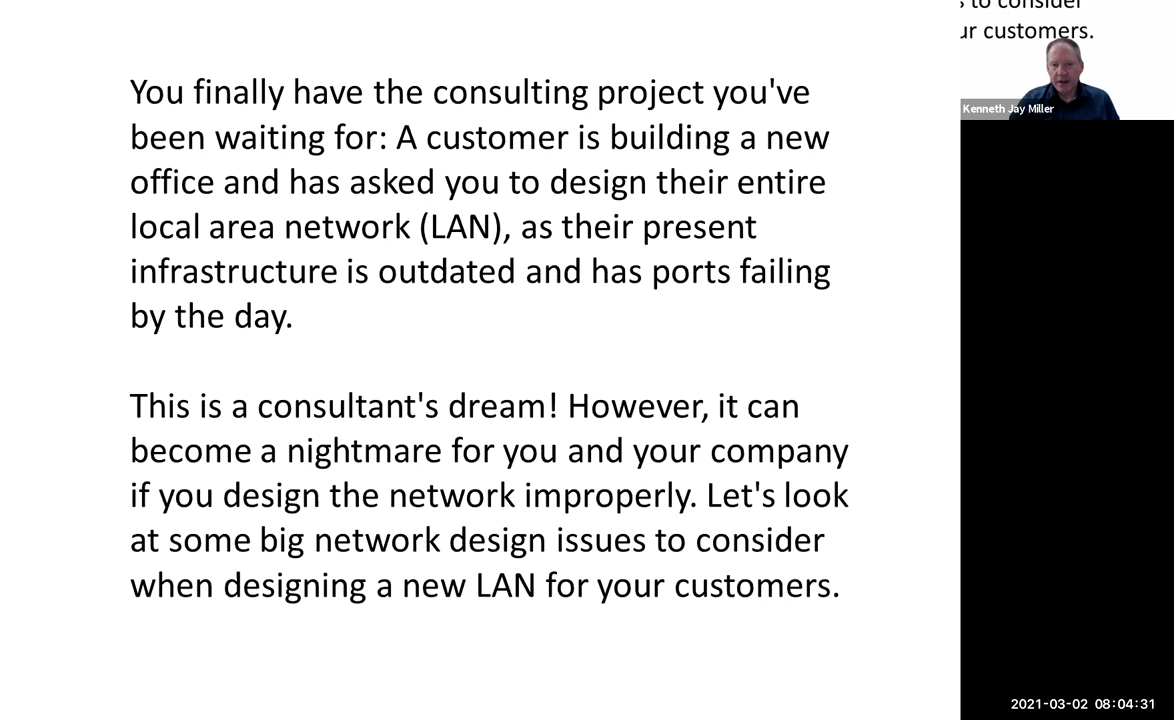 You finally have the consulting project you've
been waiting for: A customer is building a new
office and has asked you to design their entire
local area network (LAN), as their present
infrastructure is outdated and has ports failing
by the day.
This is a consultant's dream! However, it can
become a nightmare for you and your company
if you design the network improperly. Let's look
at some big network design issues to consider
when designing a new LAN for your customers.
to consider
customers.
Kenneth Jay Miller
2021-03-02 08:04:31